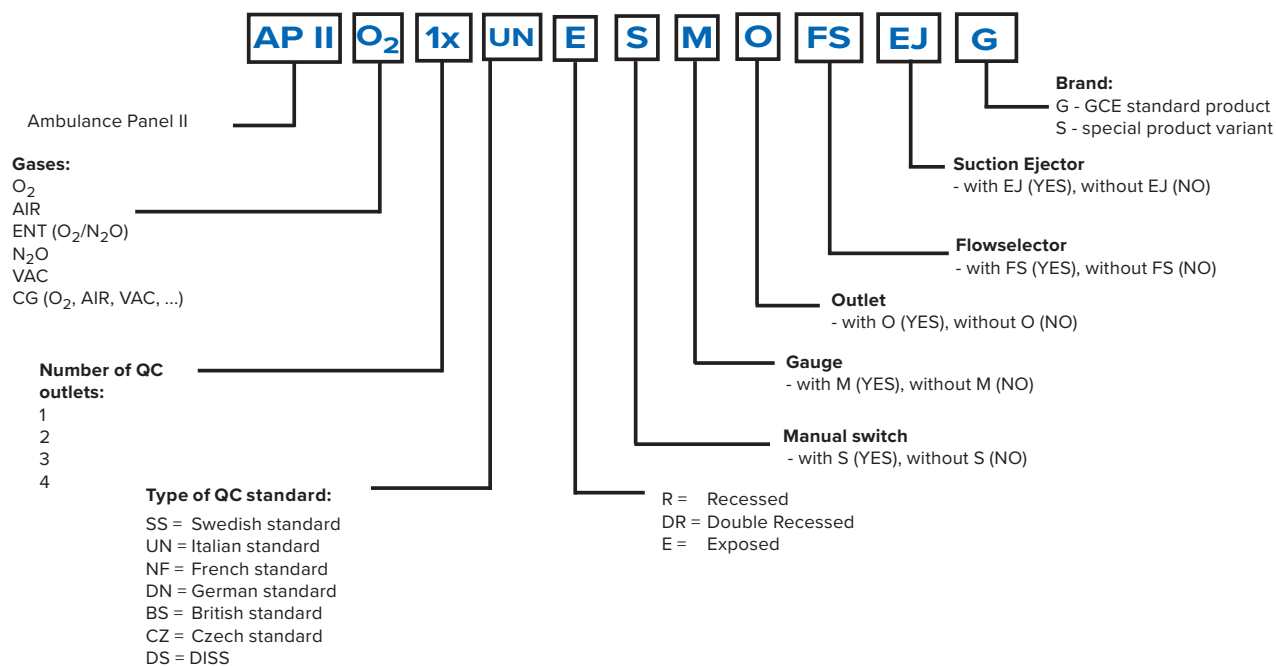 AP II O₂ 1x UN E S M O FS EJ G
Brand:
G - GCE standard product
S - special product variant
Ambulance Panel II
Gases:
O₂
AIR
ENT (O₂/N₂O)
N₂O
VAC
CG (O₂, AIR, VAC, ...)
Suction Ejector
- with EJ (YES), without EJ (NO)
Flowselector
- with FS (YES), without FS (NO)
Outlet
- with O (YES), without O (NO)
Gauge
- with M (YES), without M (NO)
Number of QC
outlets:
1
2
3
4
Manual switch
- with S (YES), without S (NO)
Type of QC standard:
SS = Swedish standard
UN = Italian standard
NF = French standard
DN = German standard
BS = British standard
CZ = Czech standard
DS = DISS
R = Recessed
DR = Double Recessed
E = Exposed